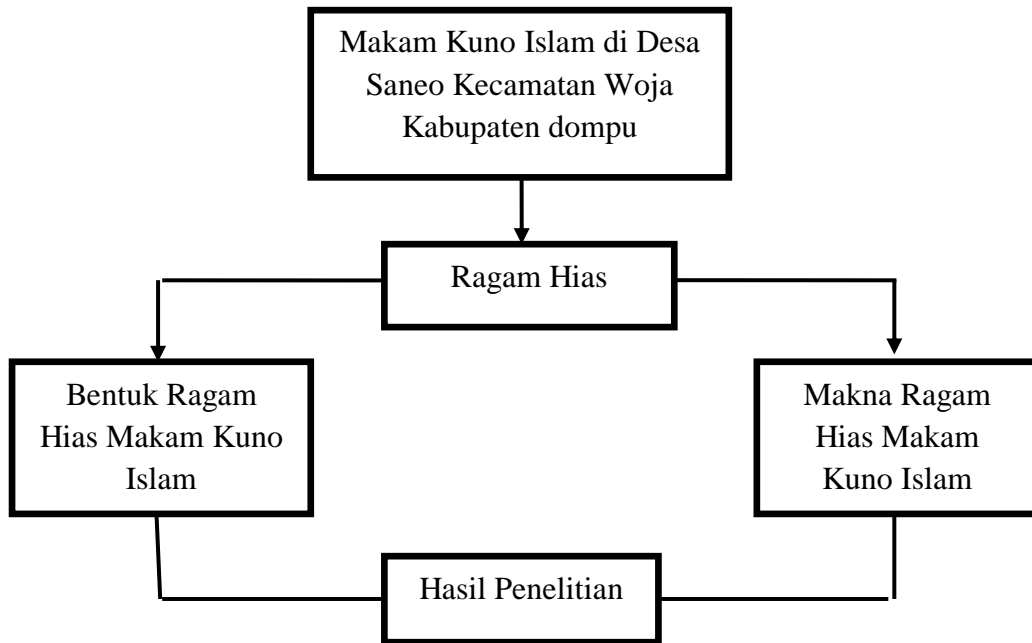 Makam Kuno Islam di Desa
Saneo Kecamatan Woja
Kabupaten dompu
Ragam Hias
Bentuk Ragam
Hias Makam Kuno
Islam
Makna Ragam
Hias Makam
Kuno Islam
Hasil Penelitian